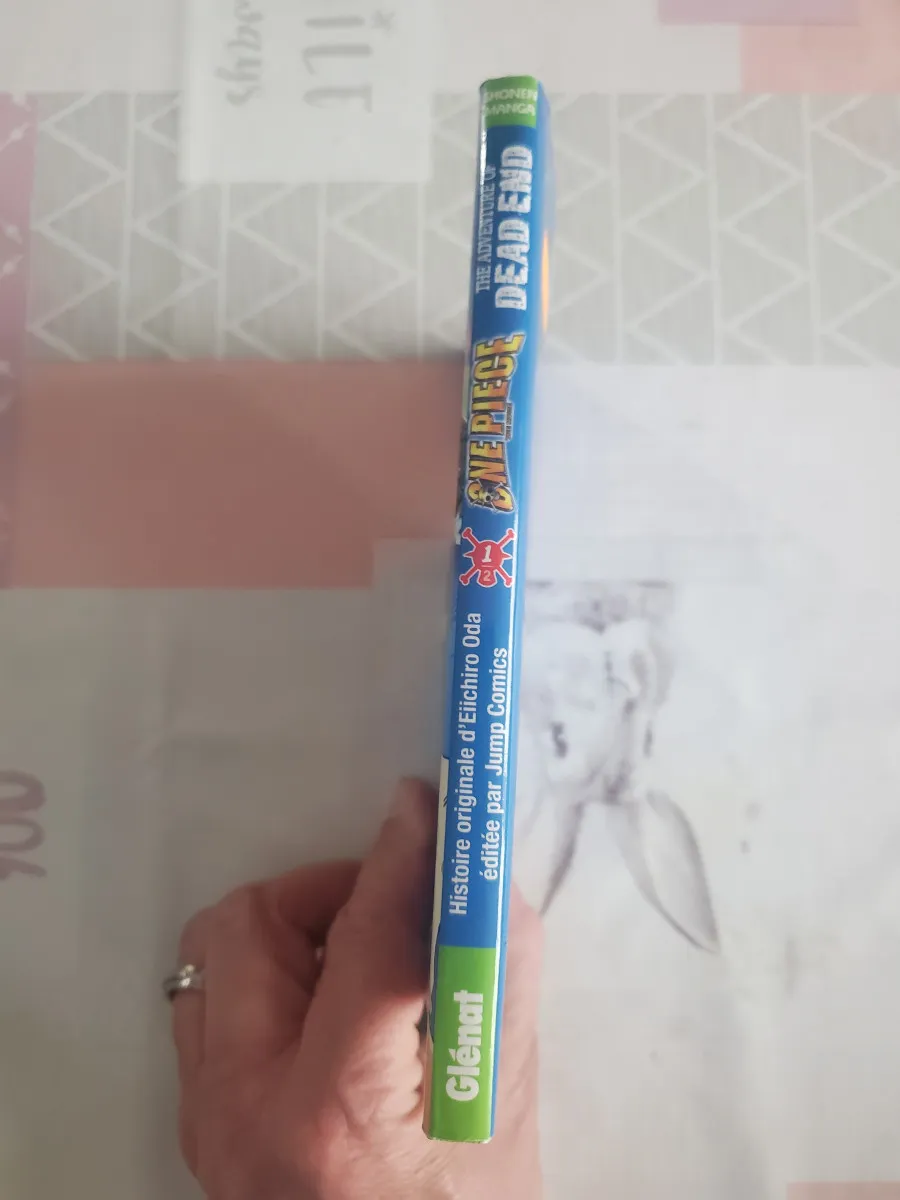 SHONEN
MANGA
THE ADVENTURE OF
DEAD END
ONE PIECE
1
2
Histoire originale d'Eiichiro Oda
éditée par Jump Comics
Glénat